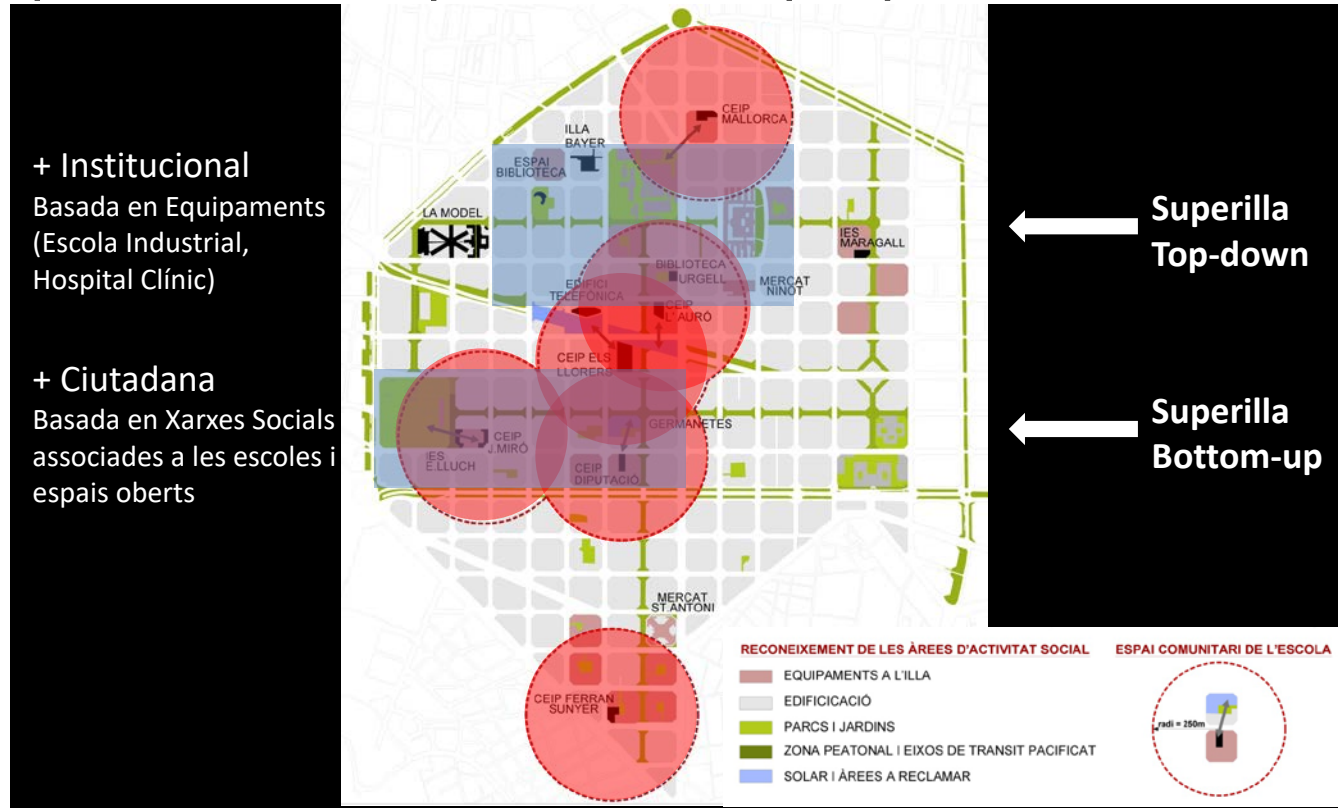 + Institucional
Basada en Equipaments
(Escola Industrial,
Hospital Clínic)
+ Ciutadana
Basada en Xarxes Socials
associades a les escoles i
espais oberts
CEIP
MALLORCA
ILLA
BAYER
ESPAI
BIBLIOTECA
LA MODEL
IES
MARAGALL
BIBLIOTECA
URGELL
MERCAT
NINOT
EDIFICI
TELEFÓNICA
CEIP
L'AURÓ
CEIP ELS
LLORERS
GERMANETES
CEIP
J.MIRÓ
IES
E.LLUCH
CEIP
DIPUTACIÓ
MERCAT
ST.ANTONI
CEIP FERRAN
SUNYER
Superilla
Top-down
Superilla
Bottom-up
RECONEIXEMENT DE LES ÀREES D'ACTIVITAT SOCIAL
EQUIPAMENTS A L'ILLA
EDIFICICACIÓ
PARCS I JARDINS
ZONA PEATONAL I EIXOS DE TRANSIT PACIFICAT
SOLAR I ÀREES A RECLAMAR
ESPAI COMUNITARI DE L'ESCOLA
radi = 250m